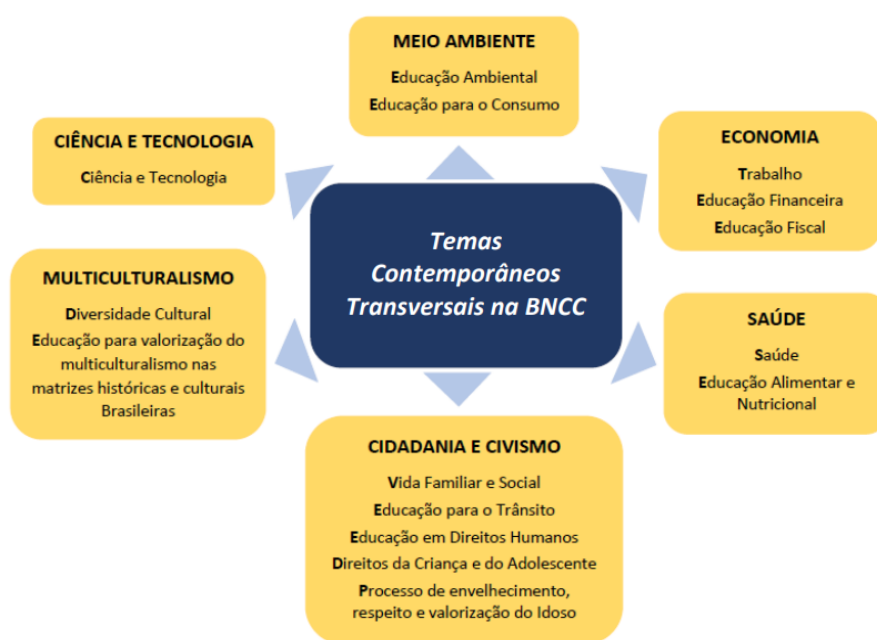 MEIO AMBIENTE
Educação Ambiental
Educação para o Consumo
CIÊNCIA E TECNOLOGIA
Ciência e Tecnologia
ECONOMIA
Trabalho
Educação Financeira
Educação Fiscal
Temas
Contemporâneos
Transversais na BNCC
MULTICULTURALISMO
Diversidade Cultural
Educação para valorização do
multiculturalismo nas
matrizes históricas e culturais
Brasileiras
SAÚDE
Saúde
Educação Alimentar e
Nutricional
CIDADANIA E CIVISMO
Vida Familiar e Social
Educação para o Trânsito
Educação em Direitos Humanos
Direitos da Criança e do Adolescente
Processo de envelhecimento,
respeito e valorização do Idoso